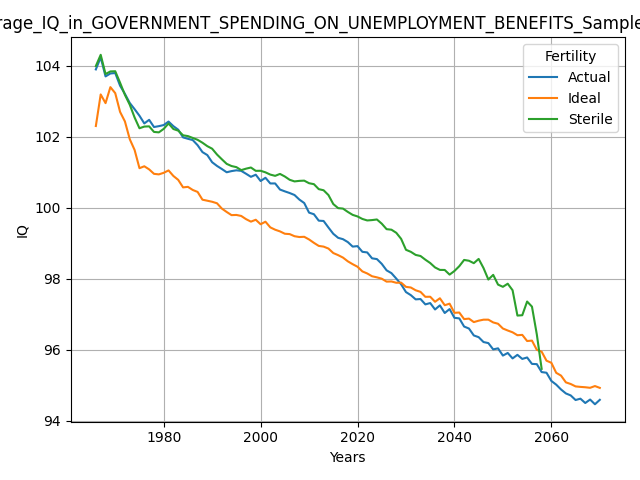 rage_IQ_in_GOVERNMENT_SPENDING_ON_UNEMPLOYMENT_BENEFITS_Sample
Fertility
Actual
Ideal
Sterile
IQ
104
102
100
98
96
94
1980
2000
2020
2040
2060
Years